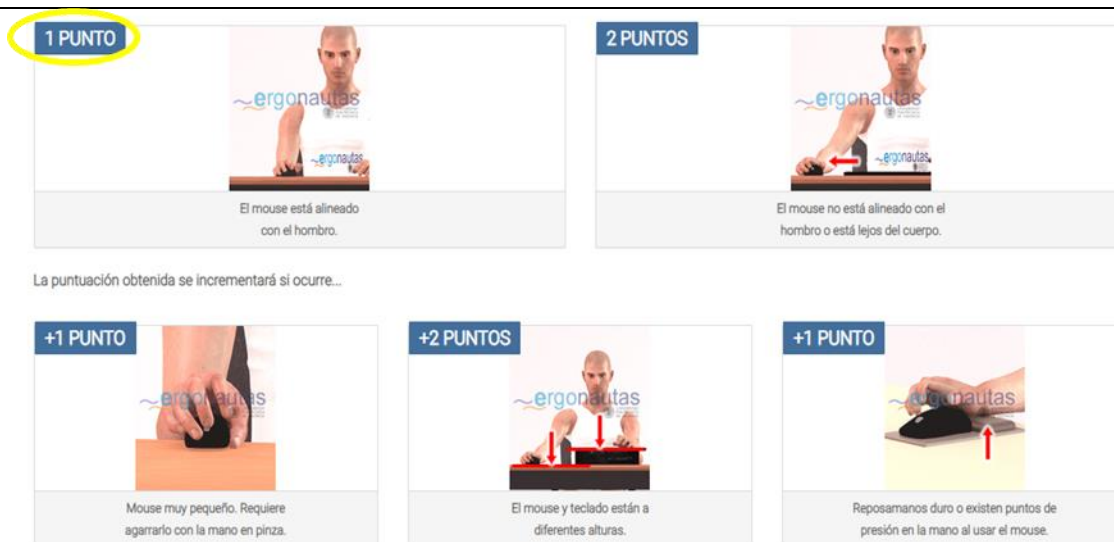 1 PUNTO
2 PUNTOS
~ergonautas
~ergonautas
~ergonautas
~ergonautas
El mouse está alineado
con el hombro.
El mouse no está alineado con el
hombro o está lejos del cuerpo.
La puntuación obtenida se incrementará si ocurre...
+1 PUNTO
+2 PUNTOS
+1 PUNTO
~ergonautas
~ergonautas
~ergonautas
Mouse muy pequeño. Requiere
agarrarlo con la mano en pinza.
El mouse y teclado están a
diferentes alturas.
Reposamanos duro o existen puntos de
presión en la mano al usar el mouse.